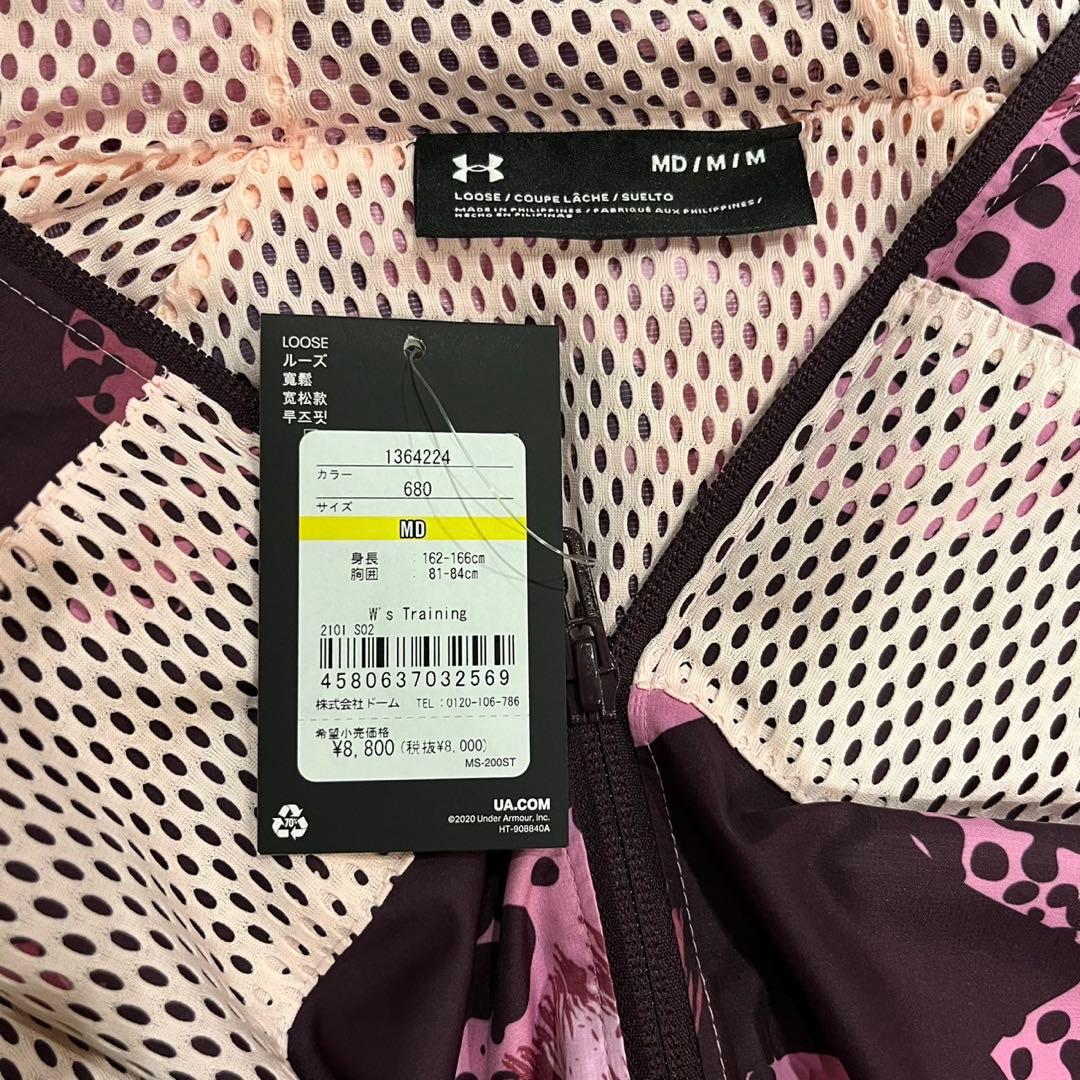 MD / M / M
LOOSE / COUPE LÂCHE / SUELTO
MADE IN PHILIPPINES / FABRIQUÉ AUX PHILIPPINES /
HECHO EN FILIPINAS
LOOSE
ルーズ
寬鬆
宽松款
루즈핏
1364224
カラー
680
サイズ
MD
身長 : 162-166cm
胸囲 : 81-84cm
W's Training
2101 S02
4580637032569
株式会社ドーム TEL:0120-106-786
希望小売価格
¥8,800(税抜¥8,000)
MS-200ST
70%
UA.COM
©2020 Under Armour, Inc.
HT-908840A